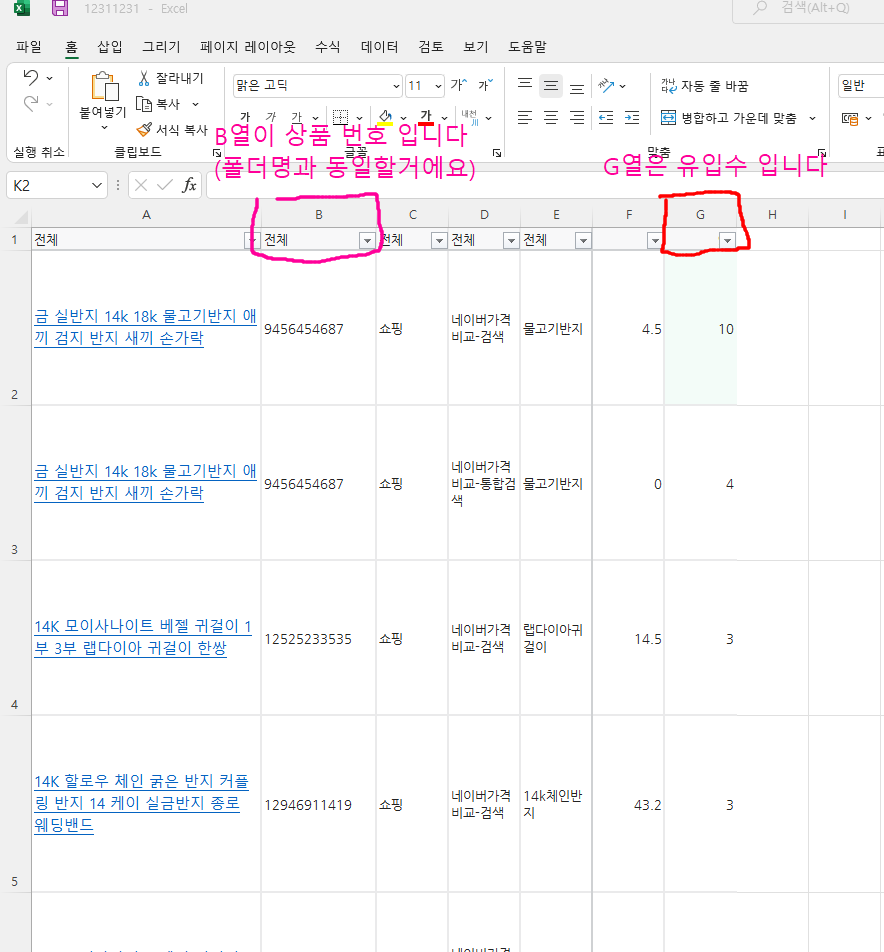 12311231 - Excel
검색(Alt+Q)
파일 홈 삽입 그리기 페이지 레이아웃 수식 데이터 검토 보기 도움말
잘라내기
복사
서식 복사
붙여넣기
맑은 고딕 11 가^ 가ˇ
가 가 가 가 내천
자동 줄 바꿈
병합하고 가운데 맞춤
일반
실행 취소 클립보드 글꼴 맞춤
B열이 상품 번호 입니다
(폴더명과 동일할거에요)
G열은 유입수 입니다
K2 fx
A B C D E F G H I
1 전체 전체 전체 전체 전체
금 실반지 14k 18k 물고기반지 애
끼 검지 반지 새끼 손가락
9456454687
쇼핑
네이버가격
비교-검색
물고기반지
4.5
10
2
금 실반지 14k 18k 물고기반지 애
끼 검지 반지 새끼 손가락
9456454687
쇼핑
네이버가격
비교-통합검
색
물고기반지
0
4
3
14K 모이사나이트 베젤 귀걸이 1
부 3부 랩다이아 귀걸이 한쌍
12525233535
쇼핑
네이버가격
비교-검색
랩다이아귀
걸이
14.5
3
4
14K 할로우 체인 굵은 반지 커플
링 반지 14 케이 실금반지 종로
웨딩밴드
12946911419
쇼핑
네이버가격
비교-검색
14k체인반
지
43.2
3
5